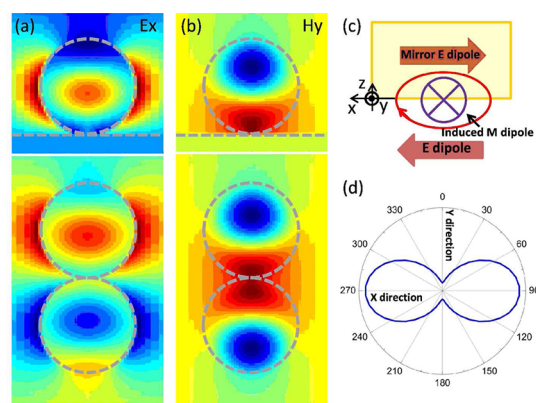 (a) Ex
(b) Hy
(c)
Mirror E dipole
Z
X
y
Induced M dipole
E dipole
(d)
0
330 30
300 60
270 90
240 120
210 150
180
Y direction
X direction